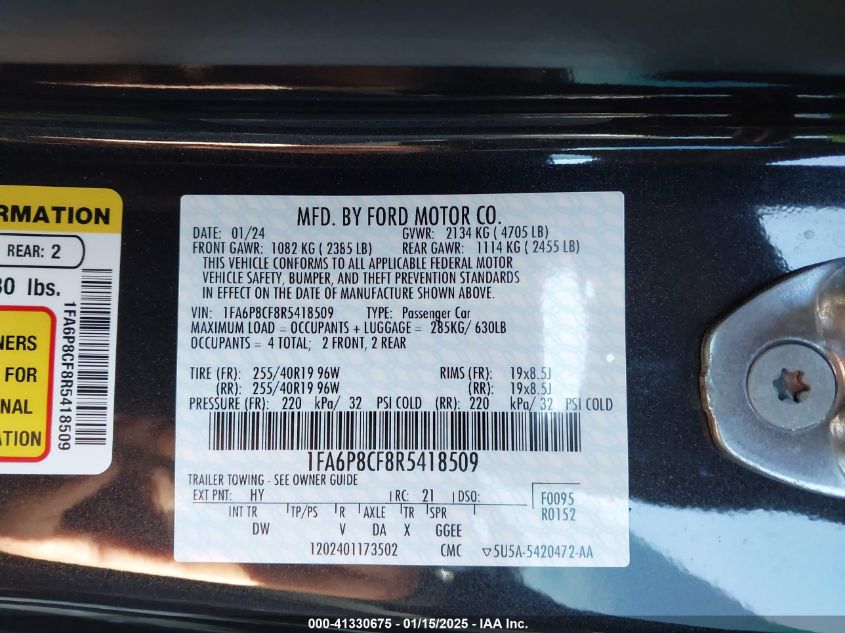 RMATION
REAR: 2
30 lbs.
NERS
FOR
NAL
ATION
1FA6P8CF8R5418509
MFD. BY FORD MOTOR CO.
DATE: 01/24 GVWR: 2134 KG ( 4705 LB)
FRONT GAWR: 1082 KG ( 2385 LB) REAR GAWR: 1114 KG ( 2455 LB)
THIS VEHICLE CONFORMS TO ALL APPLICABLE FEDERAL MOTOR
VEHICLE SAFETY, BUMPER, AND THEFT PREVENTION STANDARDS
IN EFFECT ON THE DATE OF MANUFACTURE SHOWN ABOVE.
VIN: 1FA6P8CF8R5418509 TYPE: Passenger Car
MAXIMUM LOAD = OCCUPANTS + LUGGAGE = 285KG/ 630LB
OCCUPANTS = 4 TOTAL; 2 FRONT, 2 REAR
TIRE (FR): 255/40R19 96W RIMS (FR): 19x8.5J
(RR): 255/40R19 96W (RR): 19x8.5J
PRESSURE (FR): 220 kPa/ 32 PSI COLD (RR): 220 kPa/ 32 PSI COLD
1FA6P8CF8R5418509
TRAILER TOWING - SEE OWNER GUIDE
EXT PNT: HY RC: 21 DSO: F0095
INT TR TP/PS R AXLE TR SPR R0152
DW V DA X GGEE
1202401173502 CMC ▽5U5A-5420472-AA
000-41330675 — 01/15/2025 — IAA Inc.